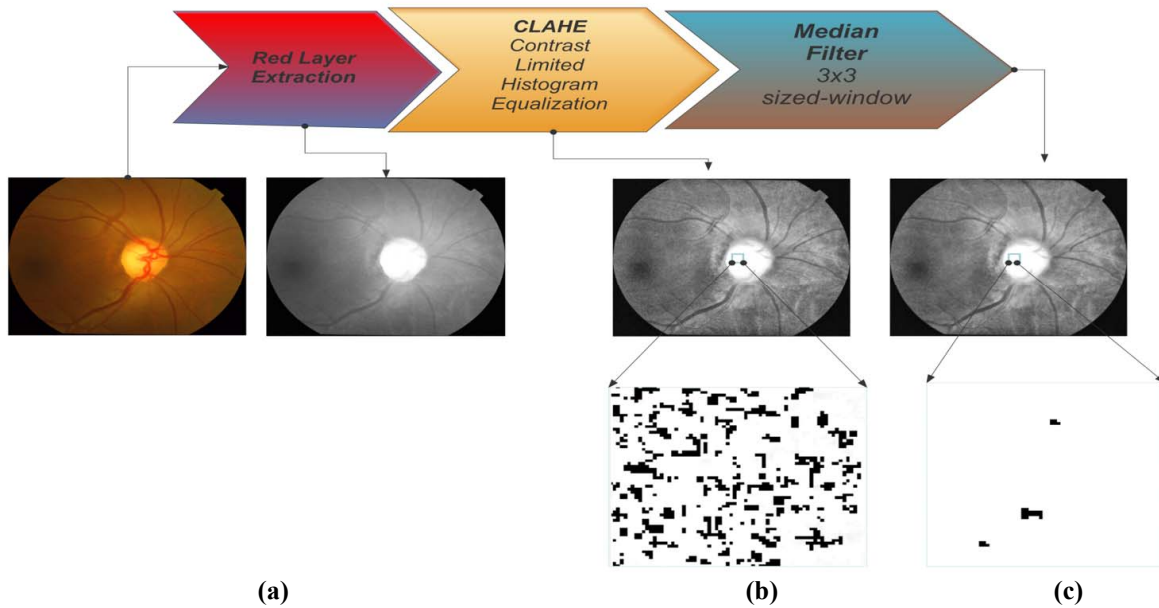 Red Layer
Extraction
CLAHE
Contrast
Limited
Histogram
Equalization
Median
Filter
3x3
sized-window
(a)
(b)
(c)